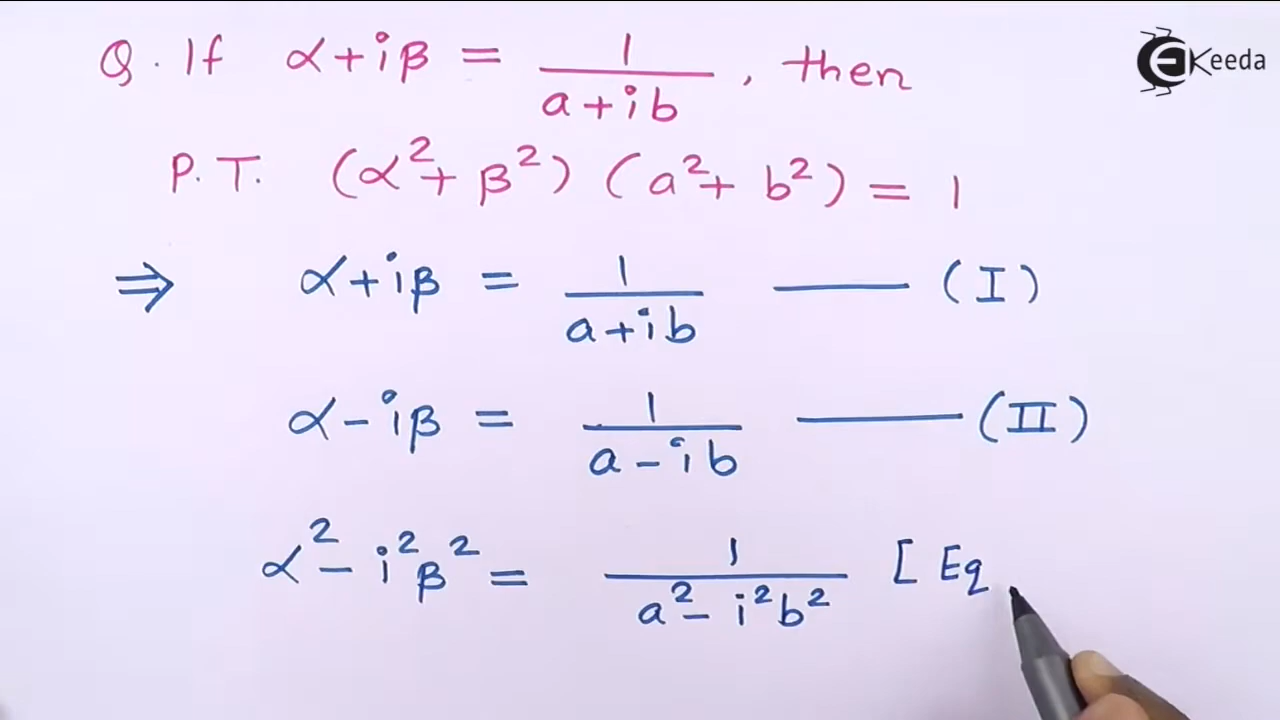 Q. If α+iβ = 1/(a+ib), then
EKeeda
P.T. (α²+β²) (a²+b²) = 1
⇒ α+iβ = 1/(a+ib) —— (I)
α-iβ = 1/(a-ib) —— (II)
α²-i²β² = 1/(a²-i²b²) [Eq